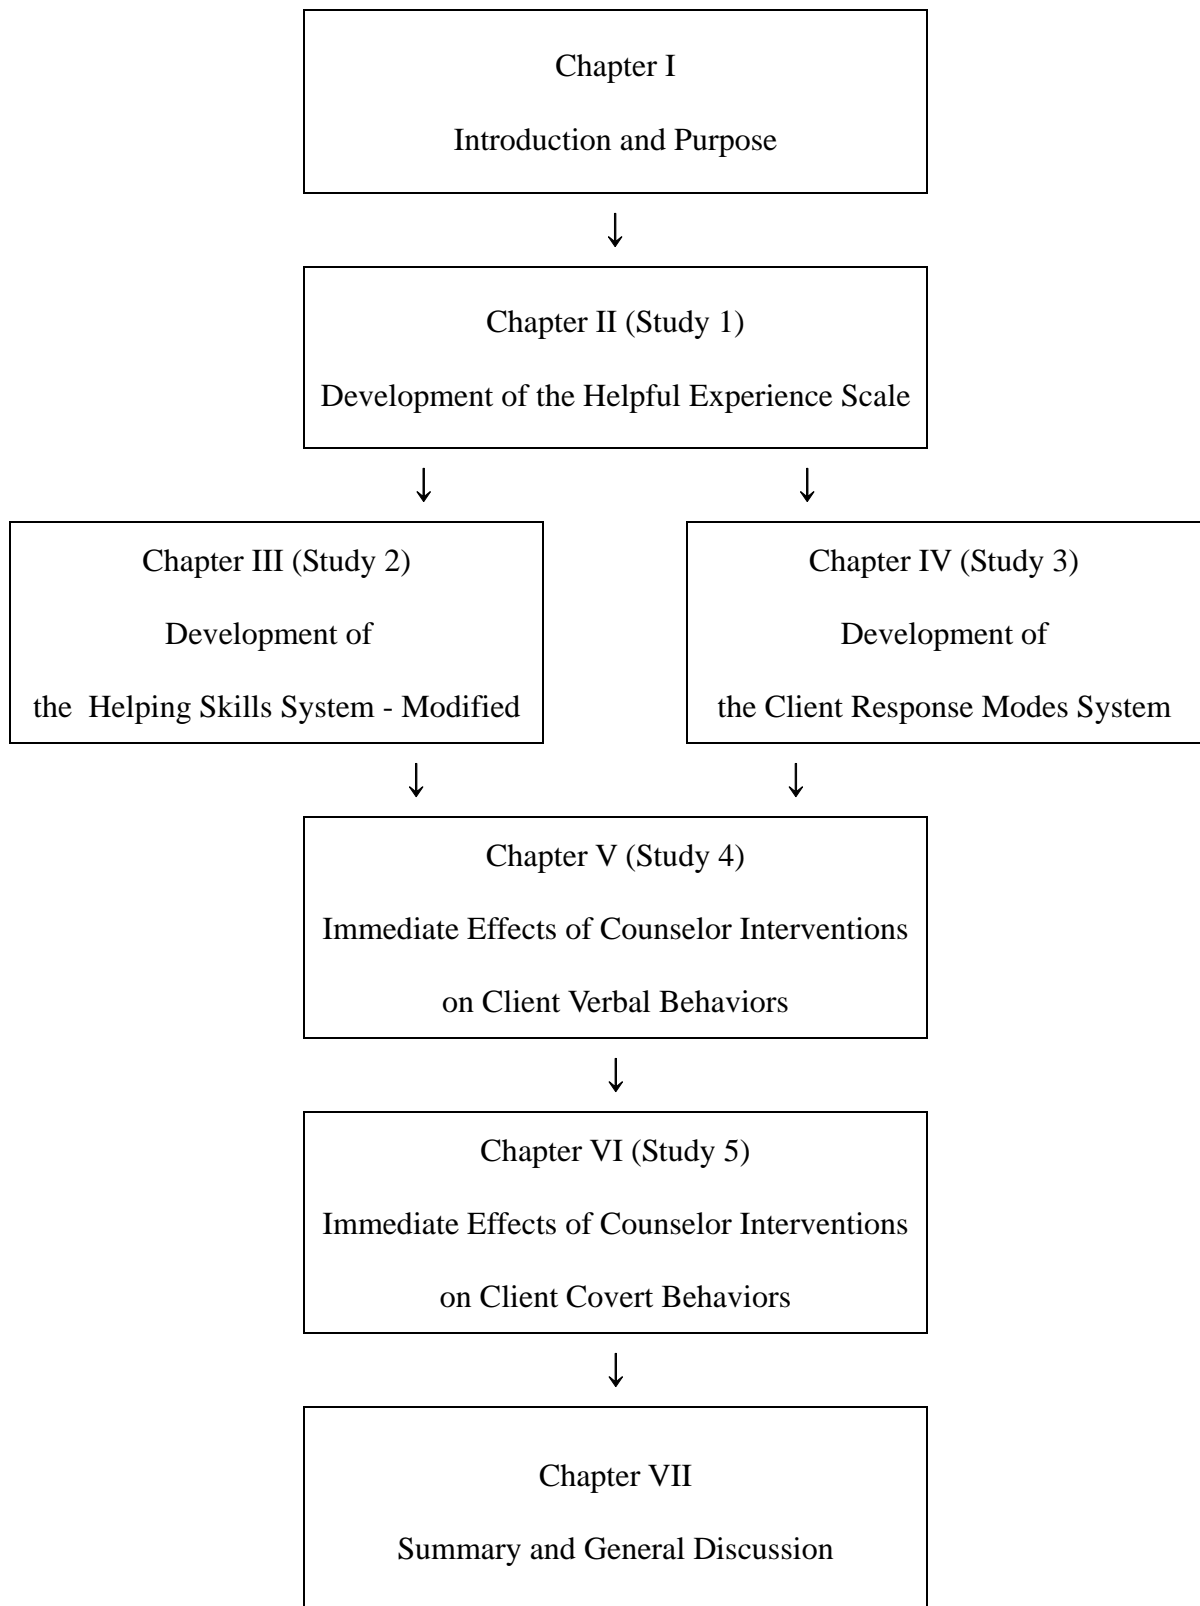 Chapter I
Introduction and Purpose
↓
Chapter II (Study 1)
Development of the Helpful Experience Scale
↓ ↓
Chapter III (Study 2)
Development of
the Helping Skills System - Modified
Chapter IV (Study 3)
Development of
the Client Response Modes System
↓ ↓
Chapter V (Study 4)
Immediate Effects of Counselor Interventions
on Client Verbal Behaviors
↓
Chapter VI (Study 5)
Immediate Effects of Counselor Interventions
on Client Covert Behaviors
↓
Chapter VII
Summary and General Discussion